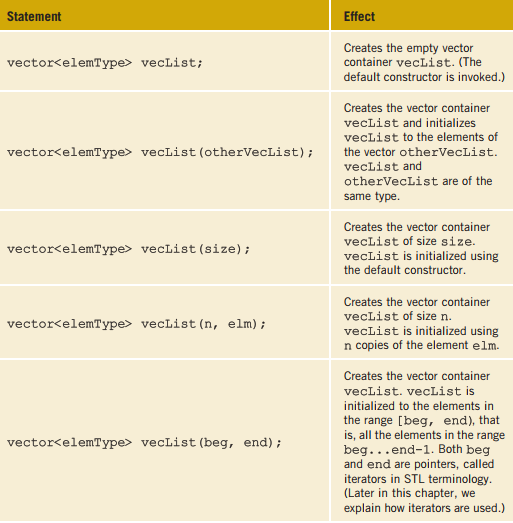 Statement
Effect
vector<elemType> vecList;
Creates the empty vector
container vecList. (The
default constructor is invoked.)
vector<elemType> vecList(otherVecList);
Creates the vector container
vecList and initializes
vecList to the elements of
the vector otherVecList.
vecList and
otherVecList are of the
same type.
vector<elemType> vecList(size);
Creates the vector container
vecList of size size.
vecList is initialized using
the default constructor.
vector<elemType> vecList(n, elm);
Creates the vector container
vecList of size n.
vecList is initialized using
n copies of the element elm.
vector<elemType> vecList(beg, end);
Creates the vector container
vecList. vecList is
initialized to the elements in
the range [beg, end), that
is, all the elements in the range
beg...end-1. Both beg
and end are pointers, called
iterators in STL terminology.
(Later in this chapter, we
explain how iterators are used.)